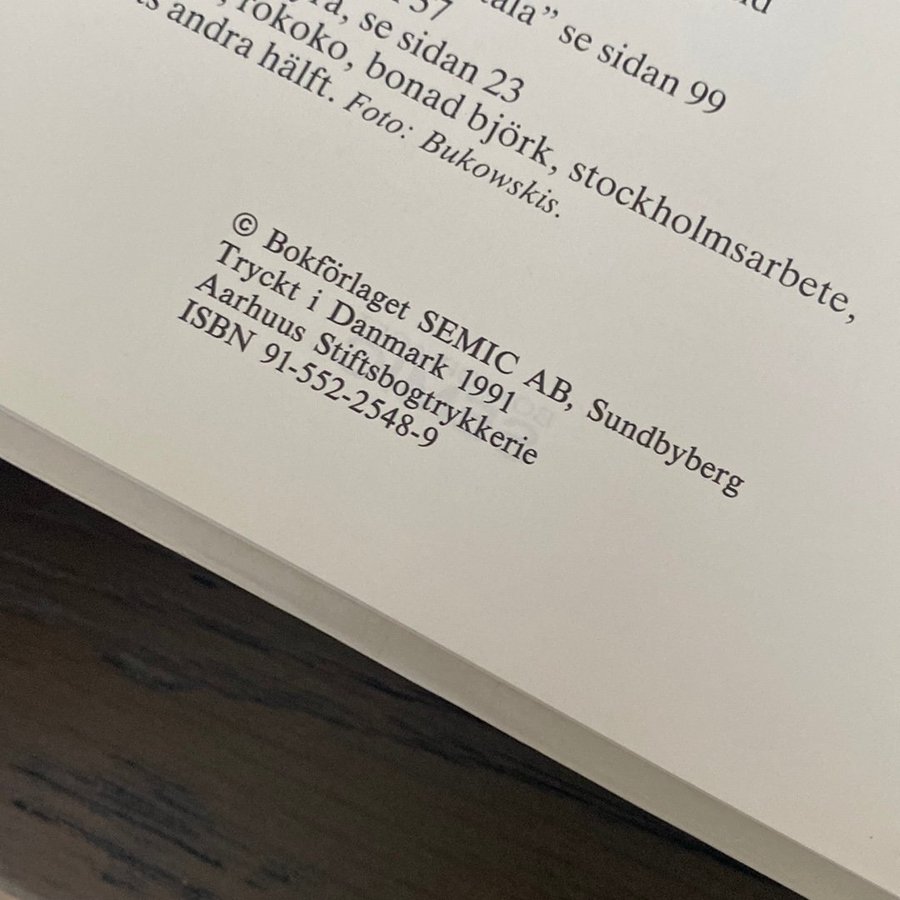 tala" se sidan 99
57
se sidan 23
rokoko, bonad björk, stockholmsarbete,
andra hälft. Foto: Bukowskis.
© Bokförlaget SEMIC AB, Sundbyberg
Tryckt i Danmark 1991
Aarhuus Stiftsbogtrykkerie
ISBN 91-552-2548-9